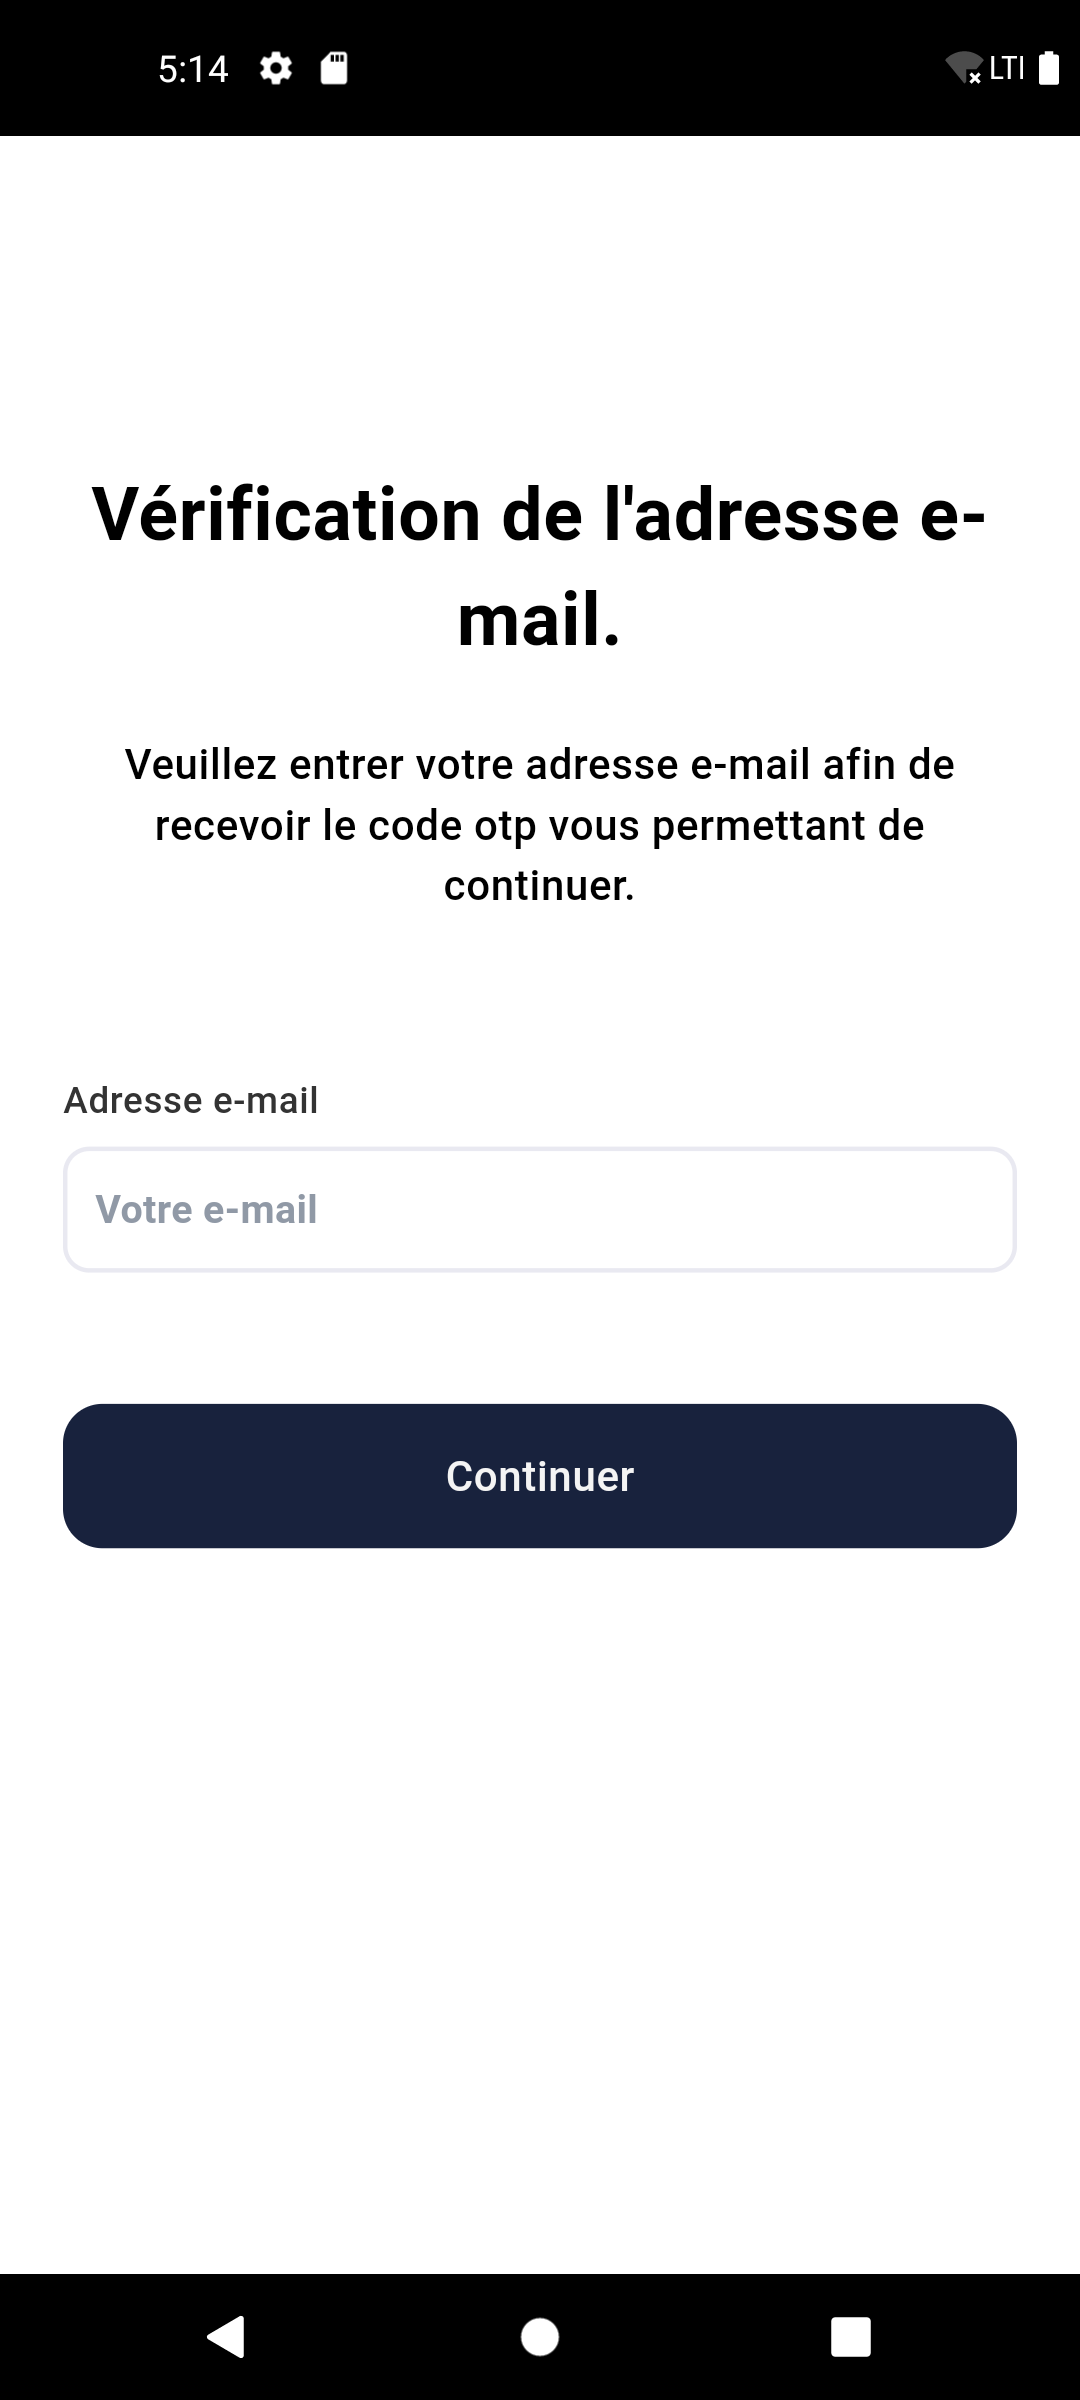 5:14
Vérification de l'adresse e-
mail.
Veuillez entrer votre adresse e-mail afin de
recevoir le code otp vous permettant de
continuer.
Adresse e-mail
Votre e-mail
Continuer